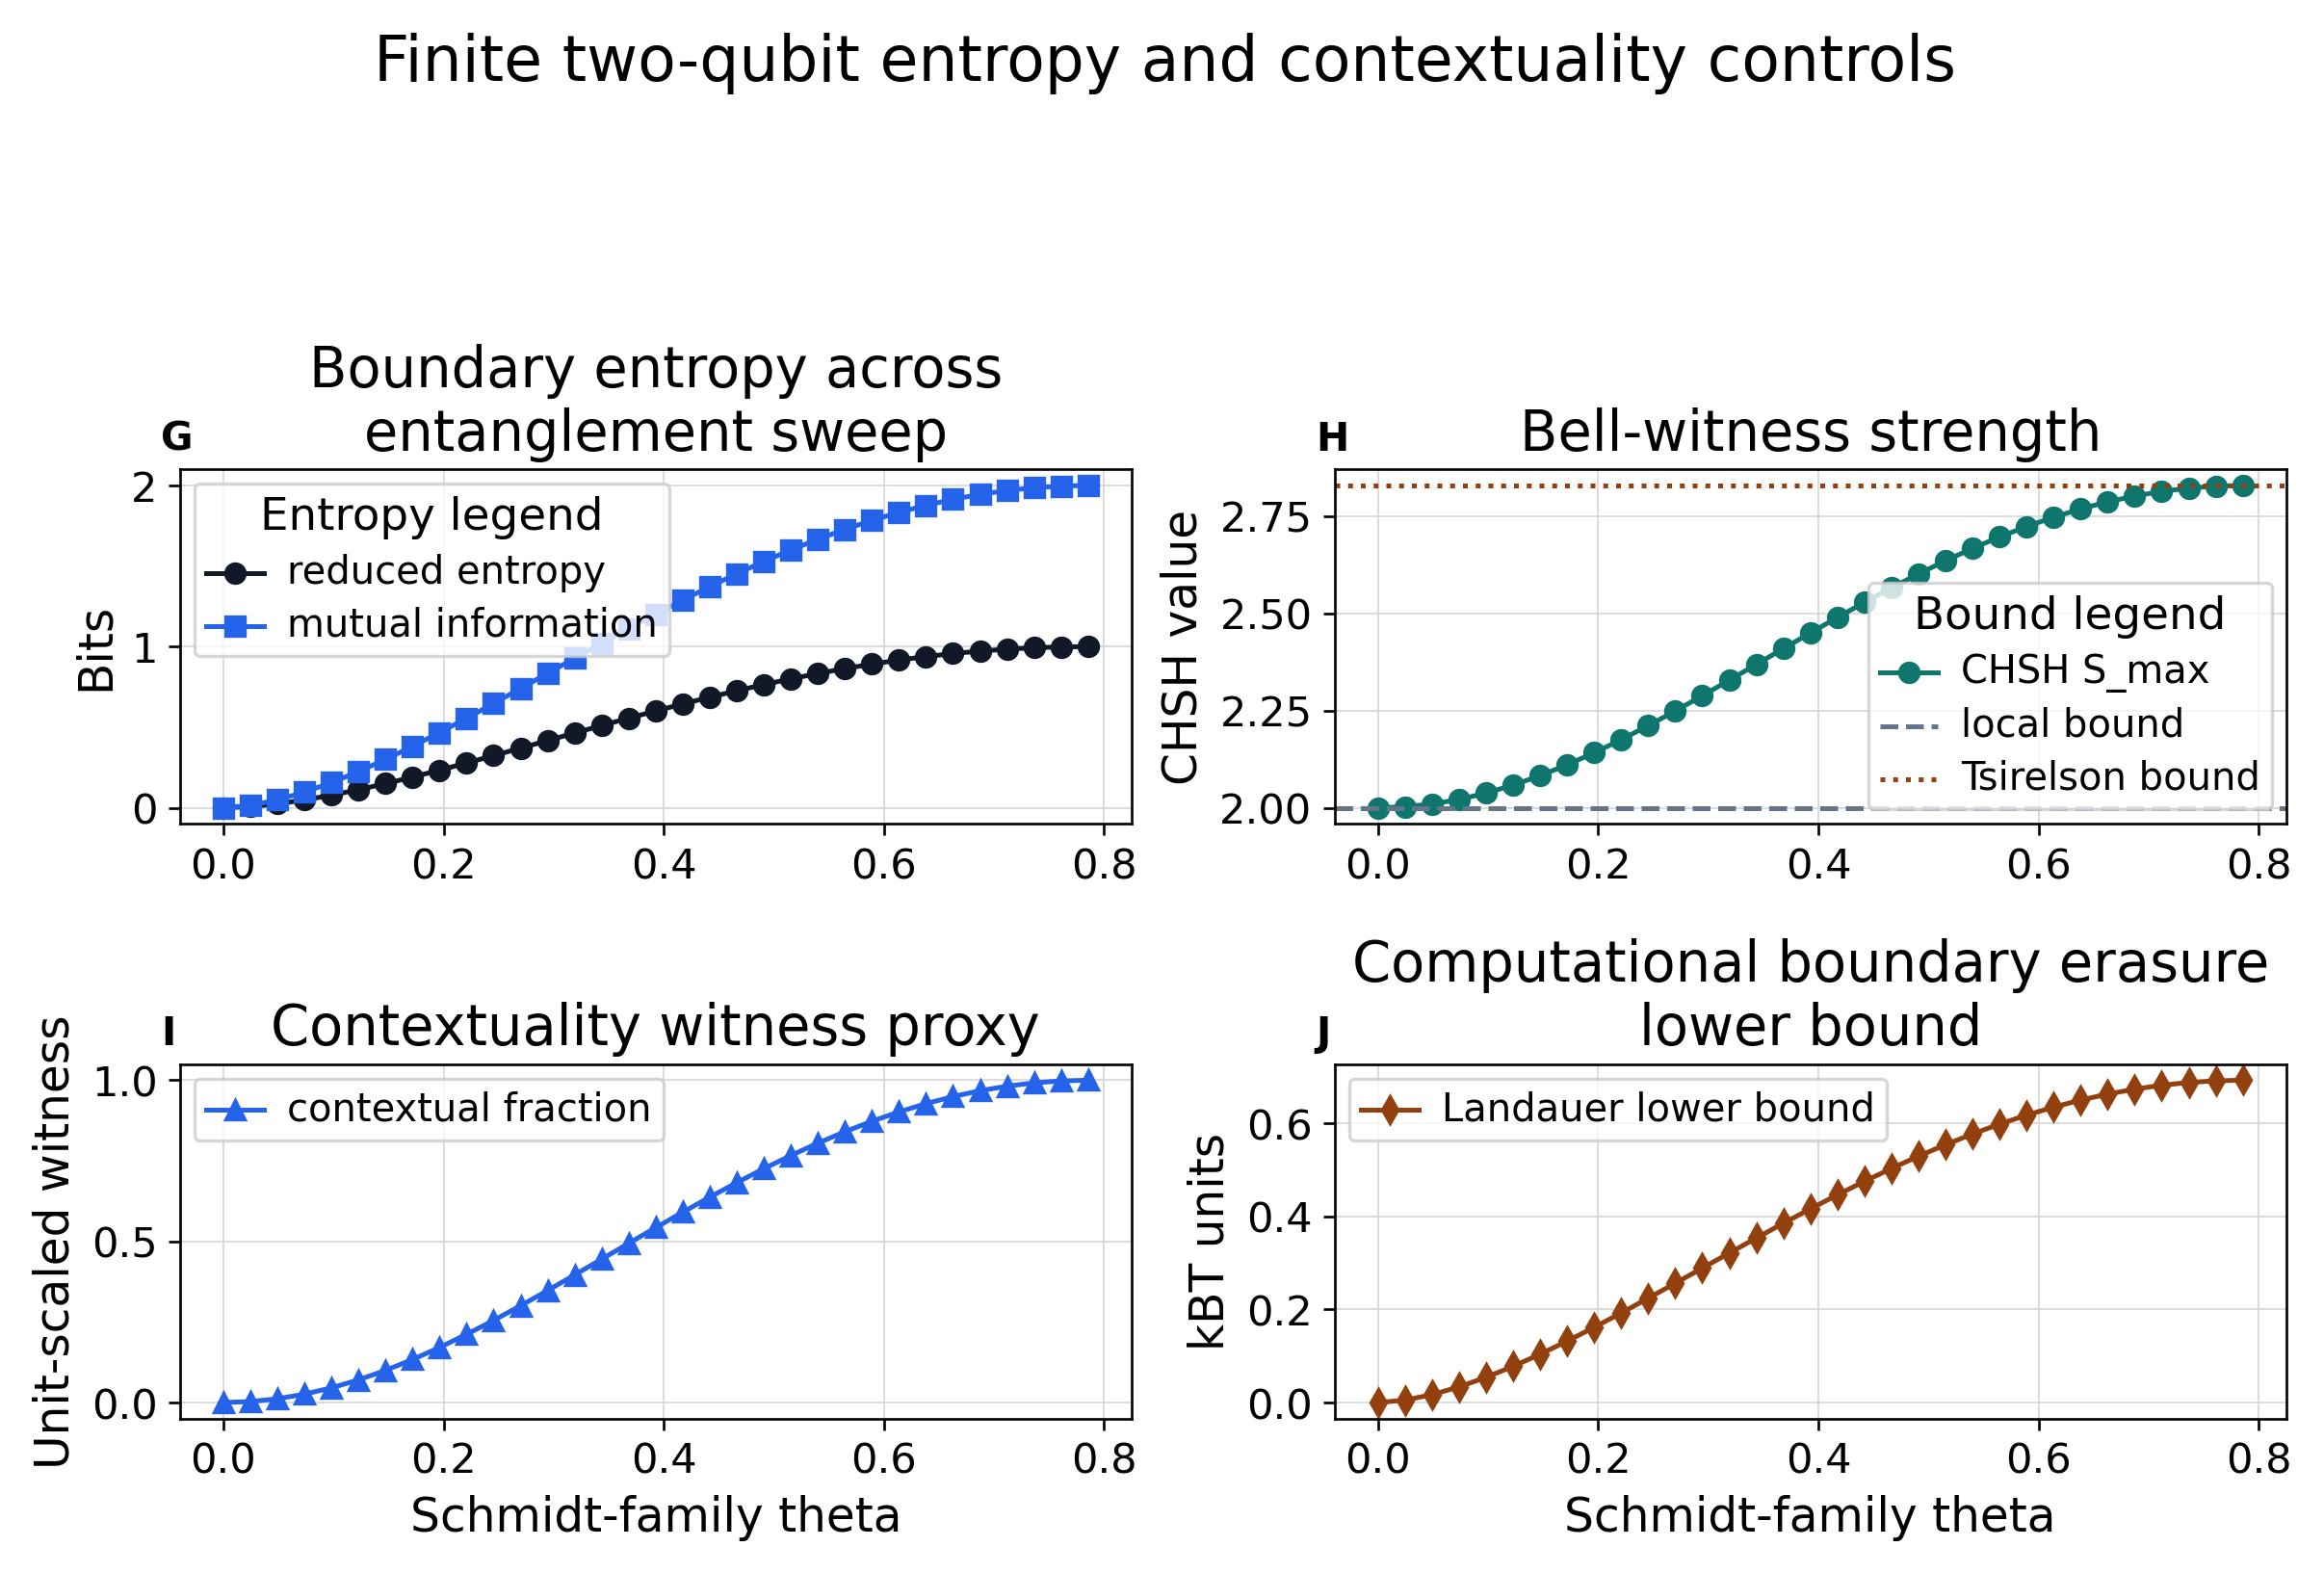 Finite two-qubit entropy and contextuality controls
Boundary entropy across
entanglement sweep
G
Bits
2
1
0
Entropy legend
reduced entropy
mutual information
0.0 0.2 0.4 0.6 0.8
H
Bell-witness strength
CHSH value
2.75
2.50
2.25
2.00
Bound legend
CHSH S_max
local bound
Tsirelson bound
0.0 0.2 0.4 0.6 0.8
I
Contextuality witness proxy
Unit-scaled witness
1.0
0.5
0.0
contextual fraction
0.0 0.2 0.4 0.6 0.8
Schmidt-family theta
Computational boundary erasure
lower bound
J
kBT units
0.6
0.4
0.2
0.0
Landauer lower bound
0.0 0.2 0.4 0.6 0.8
Schmidt-family theta